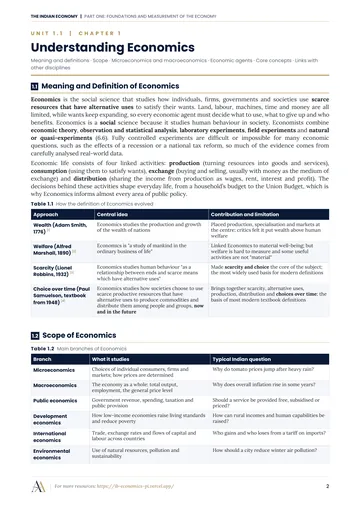 THE INDIAN ECONOMY | PART ONE: FOUNDATIONS AND MEASUREMENT OF THE ECONOMY
UNIT 1.1 | CHAPTER 1
Understanding Economics
Meaning and definitions · Scope · Microeconomics and macroeconomics · Economic agents · Core concepts · Links with
other disciplines
1.1 Meaning and Definition of Economics
Economics is the social science that studies how individuals, firms, governments and societies use scarce
resources that have alternative uses to satisfy their wants. Land, labour, machines, time and money are all
limited, while wants keep expanding, so every economic agent must decide what to use, what to give up and who
benefits. Economics is a social science because it studies human behaviour in society. Economists combine
economic theory, observation and statistical analysis, laboratory experiments, field experiments and natural
or quasi-experiments (6.6). Fully controlled experiments are difficult or impossible for many economic
questions, such as the effects of a recession or a national tax reform, so much of the evidence comes from
carefully analysed real-world data.
Economic life consists of four linked activities: production (turning resources into goods and services),
consumption (using them to satisfy wants), exchange (buying and selling, usually with money as the medium of
exchange) and distribution (sharing the income from production as wages, rent, interest and profit). The
decisions behind these activities shape everyday life, from a household's budget to the Union Budget, which is
why Economics informs almost every area of public policy.
Table 1.1 How the definition of Economics evolved
Approach Central idea Contribution and limitation
Wealth (Adam Smith, Economics studies the production and growth Placed production, specialisation and markets at
1776) of the wealth of nations the centre; critics felt it put wealth above human
welfare
Welfare (Alfred Economics is "a study of mankind in the Linked Economics to material well-being; but
Marshall, 1890) ordinary business of life" welfare is hard to measure and some useful
activities are not "material"
Scarcity (Lionel Economics studies human behaviour "as a Made scarcity and choice the core of the subject;
Robbins, 1932) relationship between ends and scarce means the most widely used basis for modern definitions
which have alternative uses"
Choice over time (Paul Economics studies how societies choose to use Brings together scarcity, alternative uses,
Samuelson, textbook scarce productive resources that have production, distribution and choices over time; the
from 1948) alternative uses to produce commodities and basis of most modern textbook definitions
distribute them among people and groups, now
and in the future
1.2 Scope of Economics
Table 1.2 Main branches of Economics
Branch What it studies Typical Indian question
Microeconomics Choices of individual consumers, firms and Why do tomato prices jump after heavy rain?
markets; how prices are determined
Macroeconomics The economy as a whole: total output, Why does overall inflation rise in some years?
employment, the general price level
Public economics Government revenue, spending, taxation and Should a service be provided free, subsidised or
public provision priced?
Development How low-income economies raise living standards How can rural incomes and human capabilities be
economics and reduce poverty raised?
International Trade, exchange rates and flows of capital and Who gains and who loses from a tariff on imports?
economics labour across countries
Environmental Use of natural resources, pollution and How should a city reduce winter air pollution?
economics sustainability
For more resources:
2